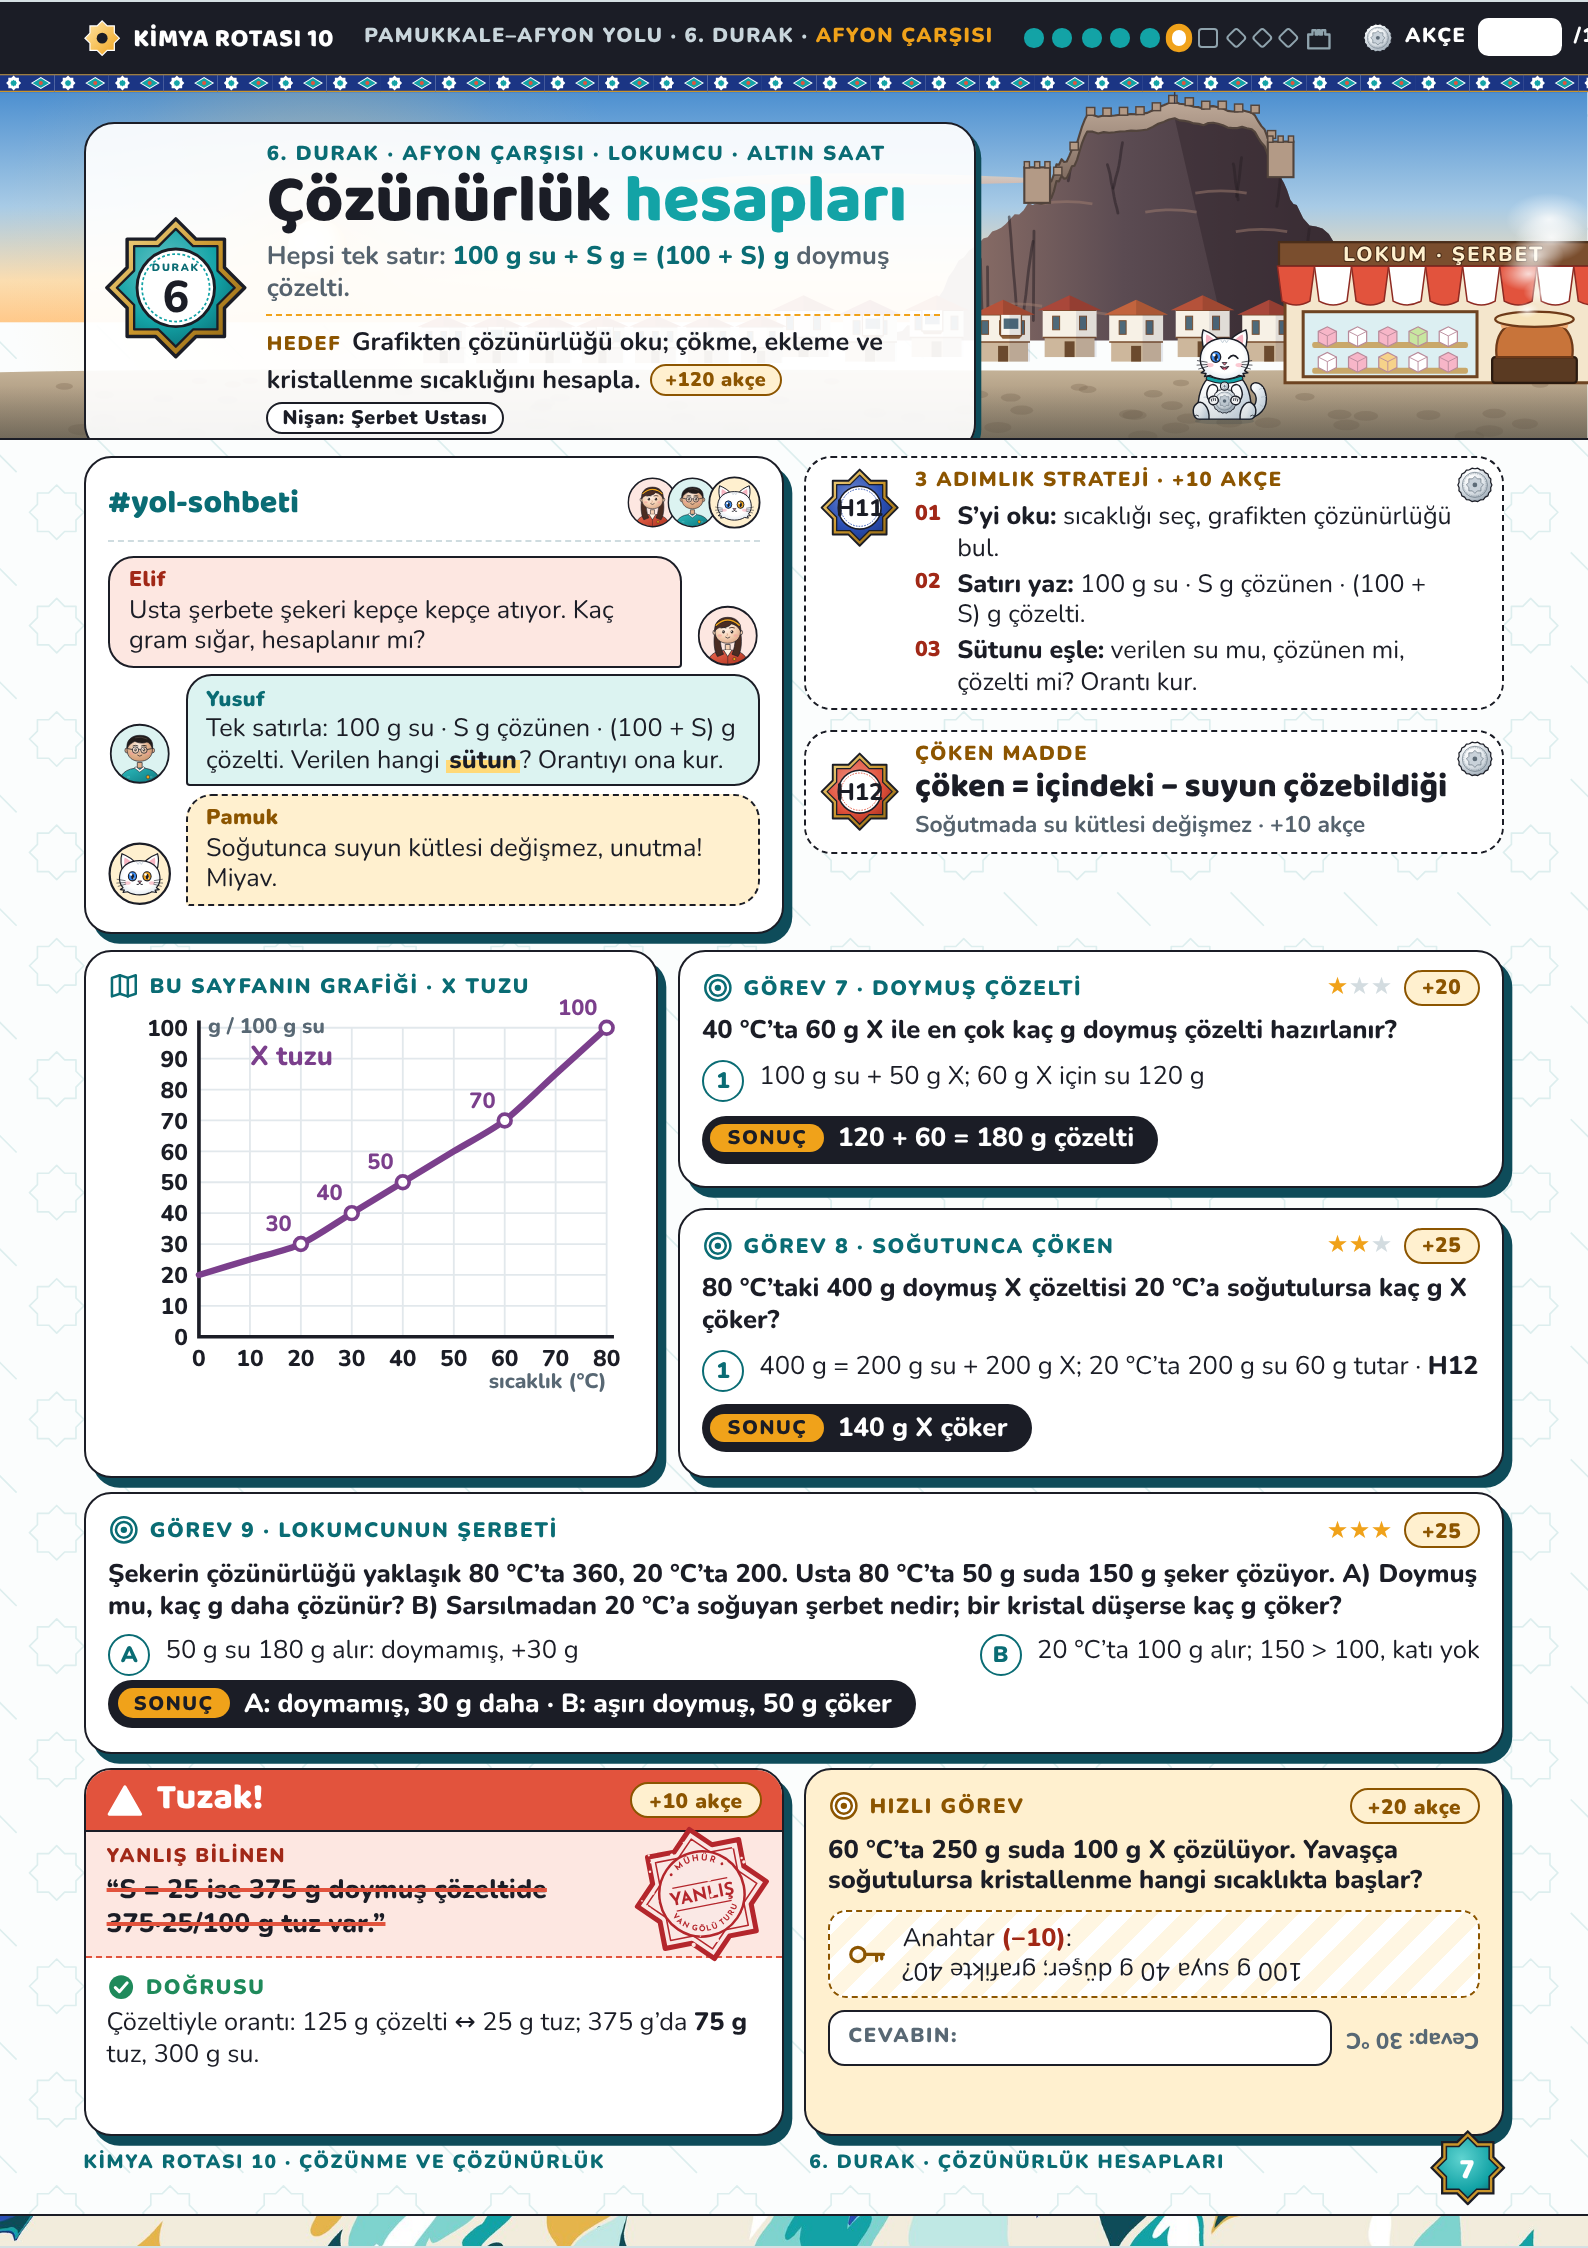 KİMYA ROTASI 10
PAMUKKALE–AFYON YOLU · 6. DURAK · AFYON ÇARŞISI
AKÇE
6. DURAK · AFYON ÇARŞISI · LOKUMCU · ALTIN SAAT
Çözünürlük hesapları
Hepsi tek satır: 100 g su + S g = (100 + S) g doymuş
çözelti.
DURAK
6
HEDEF Grafikten çözünürlüğü oku; çökme, ekleme ve
kristallenme sıcaklığını hesapla. +120 akçe
Nişan: Şerbet Ustası
LOKUM · ŞERBET
#yol-sohbeti
Elif
Usta şerbete şekeri kepçe kepçe atıyor. Kaç
gram sığar, hesaplanır mı?
Yusuf
Tek satırla: 100 g su · S g çözünen · (100 + S) g
çözelti. Verilen hangi sütun? Orantıyı ona kur.
Pamuk
Soğutunca suyun kütlesi değişmez, unutma!
Miyav.
H11
3 ADIMLIK STRATEJİ · +10 AKÇE
01 S’yi oku: sıcaklığı seç, grafikten çözünürlüğü
bul.
02 Satırı yaz: 100 g su · S g çözünen · (100 +
S) g çözelti.
03 Sütunu eşle: verilen su mu, çözünen mi,
çözelti mi? Orantı kur.
H12
ÇÖKEN MADDE
çöken = içindeki – suyun çözebildiği
Soğutmada su kütlesi değişmez · +10 akçe
BU SAYFANIN GRAFİĞİ · X TUZU
g / 100 g su
X tuzu
100
90
80
70
60
50
40
30
20
10
0
30
40
50
70
100
0 10 20 30 40 50 60 70 80
sıcaklık (°C)
GÖREV 7 · DOYMUŞ ÇÖZELTİ
+20
40 °C’ta 60 g X ile en çok kaç g doymuş çözelti hazırlanır?
1 100 g su + 50 g X; 60 g X için su 120 g
SONUÇ 120 + 60 = 180 g çözelti
GÖREV 8 · SOĞUTUNCA ÇÖKEN
+25
80 °C’taki 400 g doymuş X çözeltisi 20 °C’a soğutulursa kaç g X
çöker?
1 400 g = 200 g su + 200 g X; 20 °C’ta 200 g su 60 g tutar · H12
SONUÇ 140 g X çöker
GÖREV 9 · LOKUMCUNUN ŞERBETİ
+25
Şekerin çözünürlüğü yaklaşık 80 °C’ta 360, 20 °C’ta 200. Usta 80 °C’ta 50 g suda 150 g şeker çözüyor. A) Doymuş
mu, kaç g daha çözünür? B) Sarsılmadan 20 °C’a soğuyan şerbet nedir; bir kristal düşerse kaç g çöker?
A 50 g su 180 g alır: doymamış, +30 g
B 20 °C’ta 100 g alır; 150 > 100, katı yok
SONUÇ A: doymamış, 30 g daha · B: aşırı doymuş, 50 g çöker
Tuzak!
+10 akçe
YANLIŞ BİLİNEN
“S = 25 ise 375 g doymuş çözeltide
375·25/100 g tuz var.”
MÜHÜR
YANLIŞ
VAN GÖLÜ TURU
DOĞRUSU
Çözeltiyle orantı: 125 g çözelti ↔ 25 g tuz; 375 g’da 75 g
tuz, 300 g su.
HIZLI GÖREV
+20 akçe
60 °C’ta 250 g suda 100 g X çözülüyor. Yavaşça
soğutulursa kristallenme hangi sıcaklıkta başlar?
Anahtar (−10):
100 g suya 40 g düşer; grafikte 40?
CEVABIN:
Cevap: 30 °C
KİMYA ROTASI 10 · ÇÖZÜNME VE ÇÖZÜNÜRLÜK
6. DURAK · ÇÖZÜNÜRLÜK HESAPLARI
7